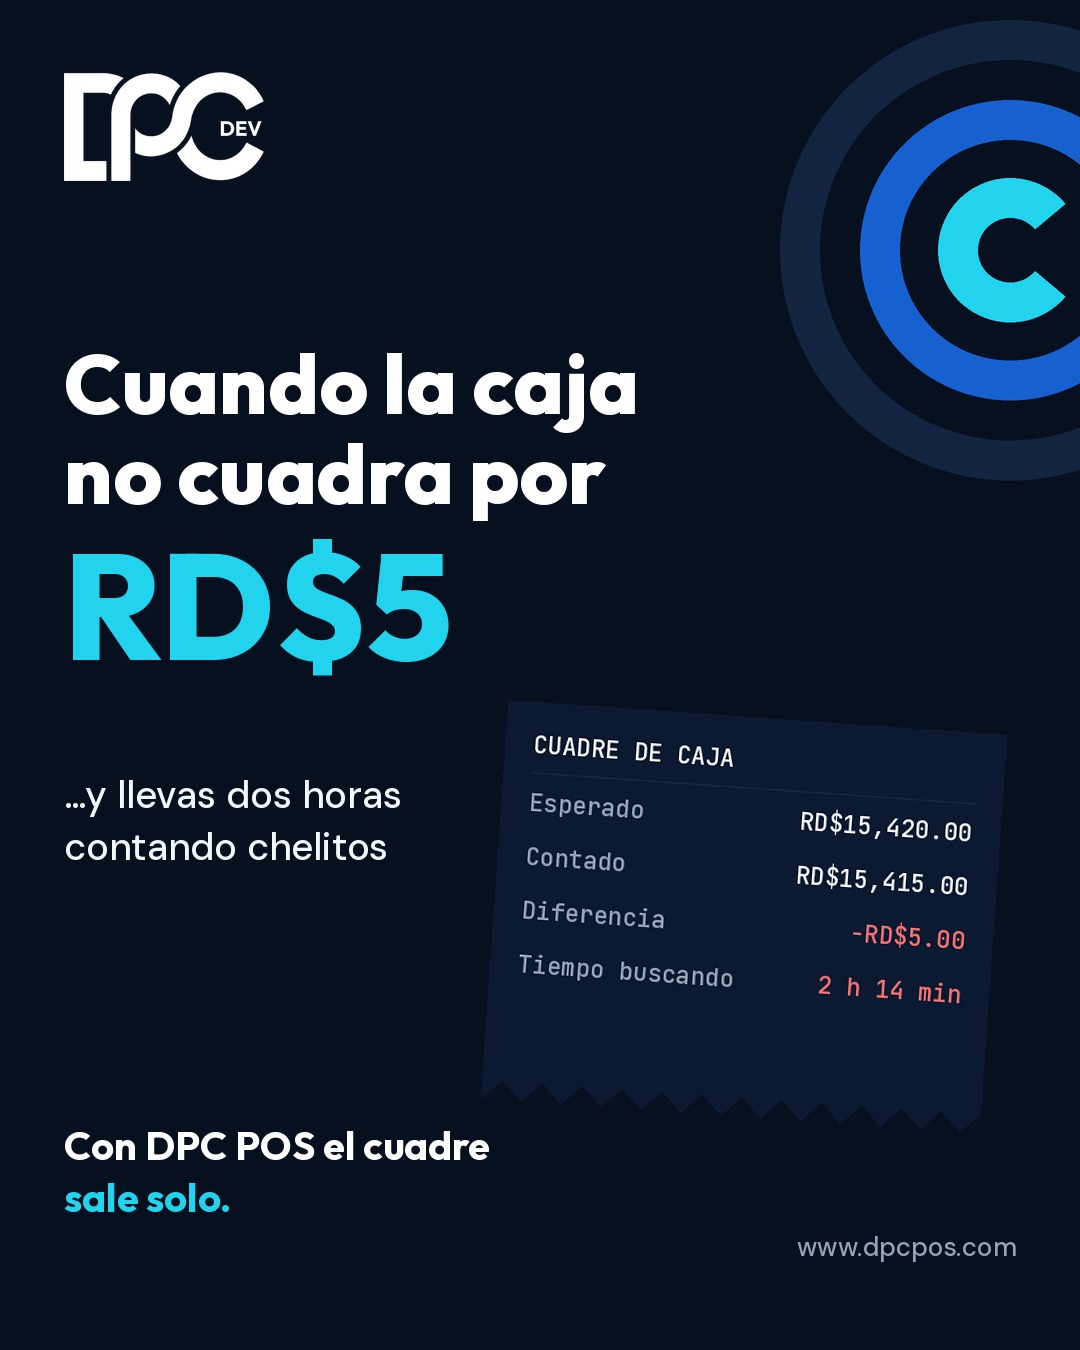 DPC
DEV
Cuando la caja
no cuadra por
RD$5
...y llevas dos horas
contando chelitos
CUADRE DE CAJA
Esperado RD$15,420.00
Contado RD$15,415.00
Diferencia -RD$5.00
Tiempo buscando 2 h 14 min
Con DPC POS el cuadre
sale solo.
www.dpcpos.com